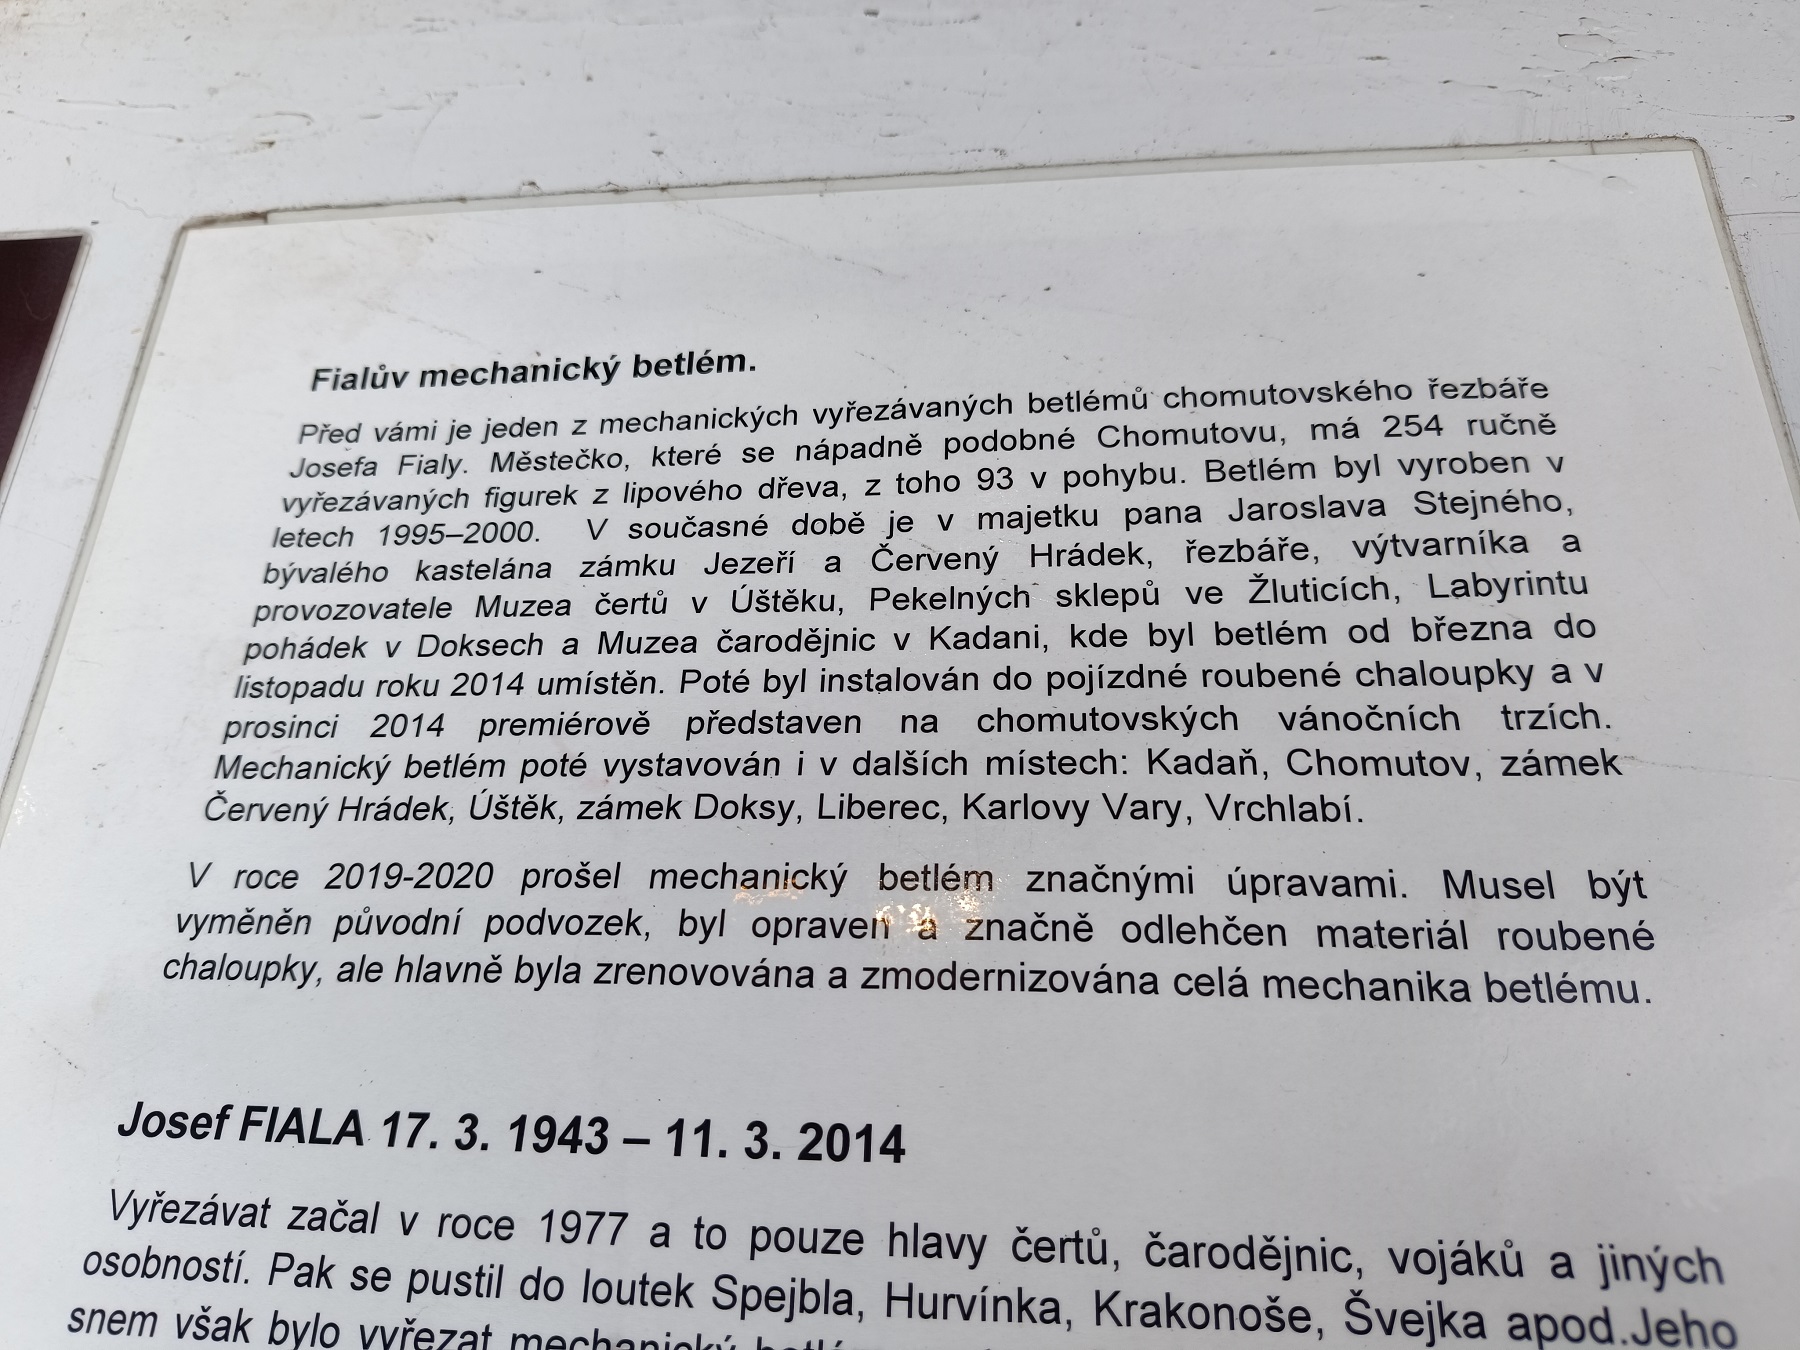 Fialův mechanický betlém.
Před vámi je jeden z mechanických vyřezávaných betlémů chomutovského řezbáře
Josefa Fialy. Městečko, které se nápadně podobné Chomutovu, má 254 ručně
vyřezávaných figurek z lipového dřeva, z toho 93 v pohybu. Betlém byl vyroben v
letech 1995–2000. V současné době je v majetku pana Jaroslava Stejného,
bývalého kastelána zámku Jezeří a Červený Hrádek, řezbáře, výtvarníka a
provozovatele Muzea čertů v Úštěku, Pekelných sklepů ve Žluticích, Labyrintu
pohádek v Doksech a Muzea čarodějnic v Kadani, kde byl betlém od března do
listopadu roku 2014 umístěn. Poté byl instalován do pojízdné roubené chaloupky a v
prosinci 2014 premiérově představen na chomutovských vánočních trzích.
Mechanický betlém poté vystavován i v dalších místech: Kadaň, Chomutov, zámek
Červený Hrádek, Úštěk, zámek Doksy, Liberec, Karlovy Vary, Vrchlabí.
V roce 2019-2020 prošel mechanický betlém značnými úpravami. Musel být
vyměněn původní podvozek, byl opraven a značně odlehčen materiál roubené
chaloupky, ale hlavně byla zrenovována a zmodernizována celá mechanika betlému.
Josef FIALA 17. 3. 1943 – 11. 3. 2014
Vyřezávat začal v roce 1977 a to pouze hlavy čertů, čarodějnic, vojáků a jiných
osobností. Pak se pustil do loutek Spejbla, Hurvínka, Krakonoše, Švejka apod.Jeho
snem však bylo vyřezat mechanický